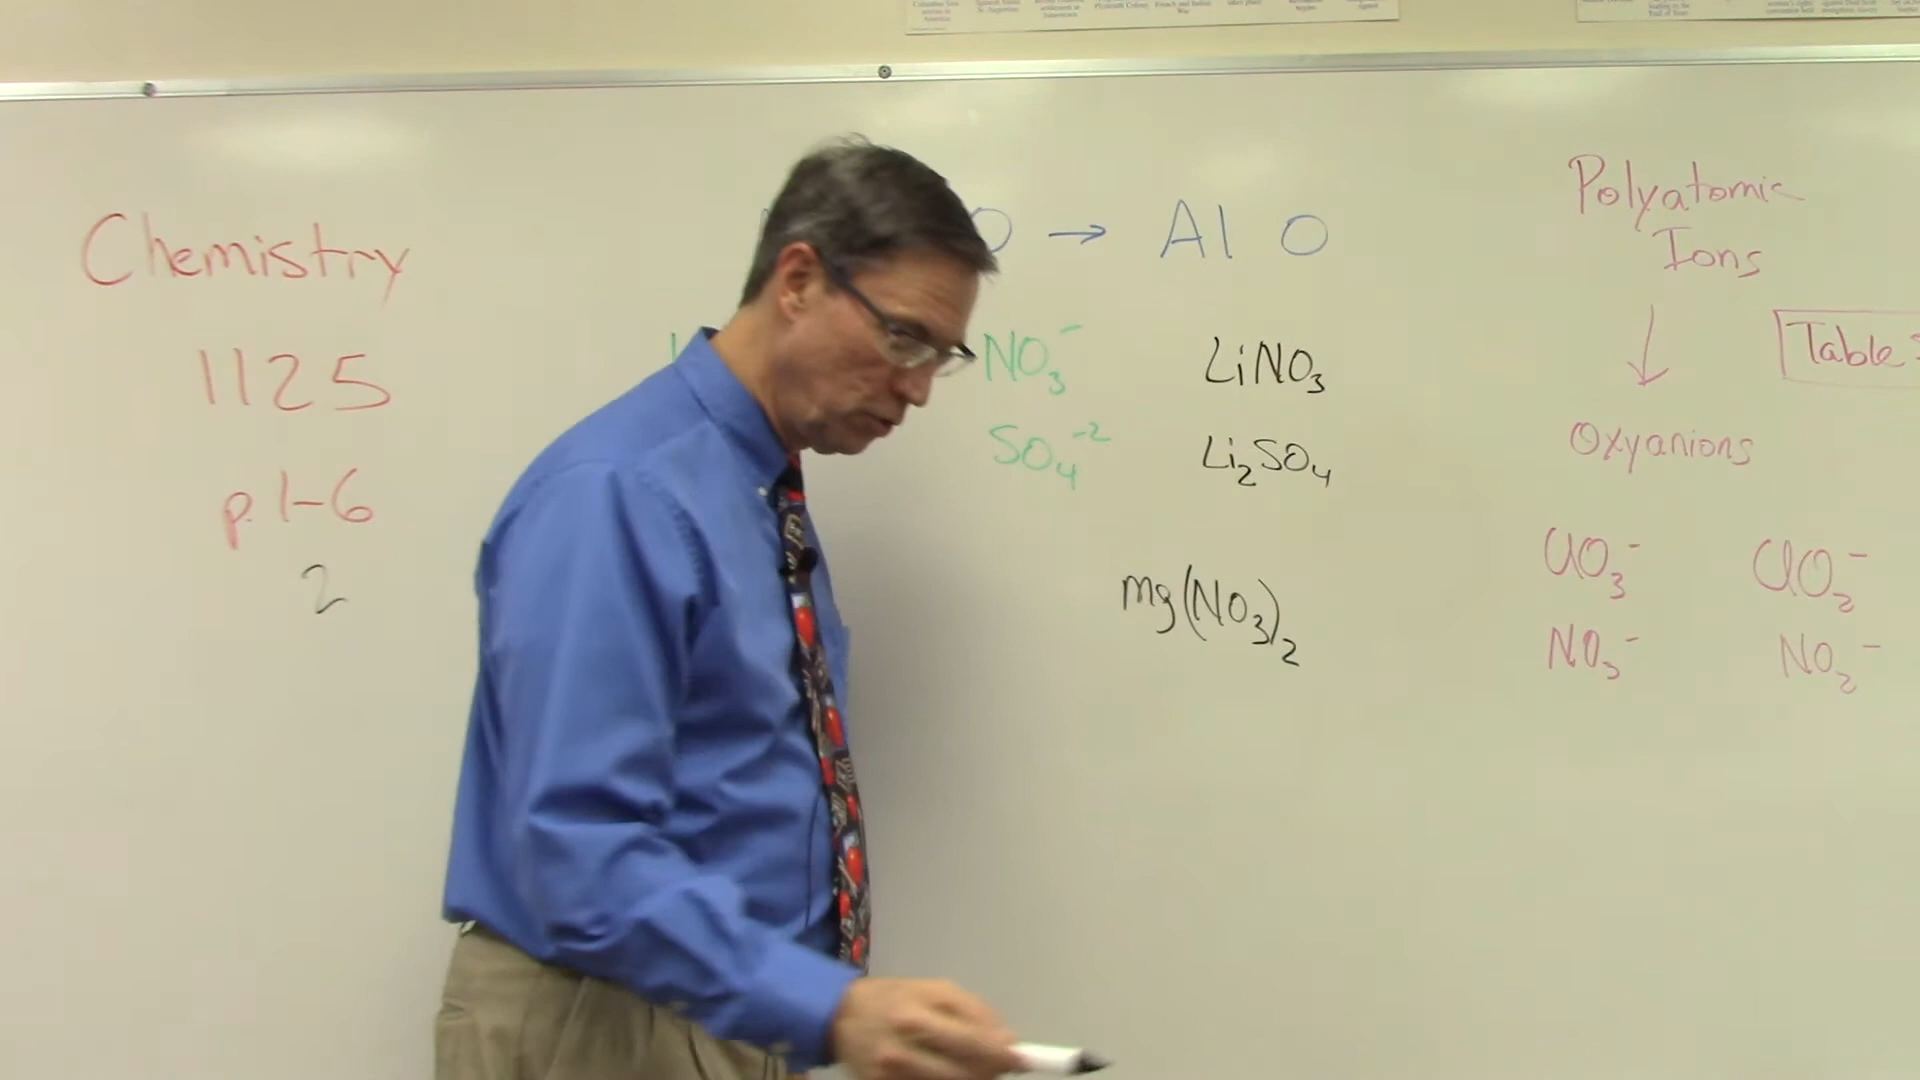 Chemistry
1125
p. 1-6
2
O → Al O
NO₃⁻ LiNO₃
SO₄⁻² Li₂SO₄
Mg(NO₃)₂
Polyatomic
Ions
↓
Table
Oxyanions
ClO₃⁻ ClO₂⁻
NO₃⁻ NO₂⁻